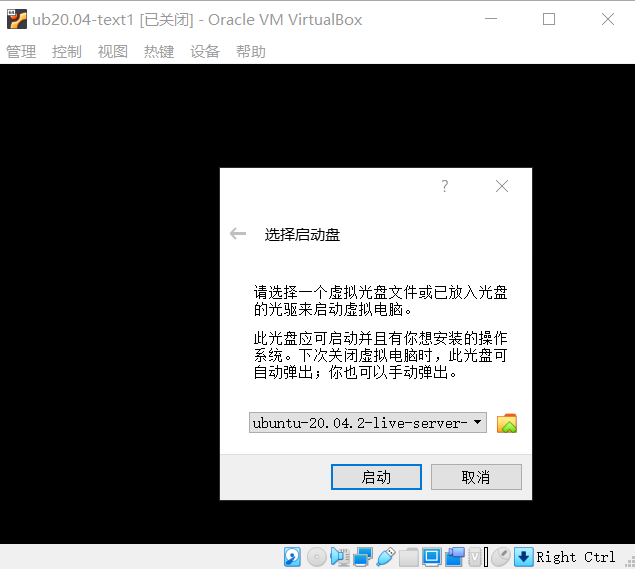 ub20.04-text1 [已关闭] - Oracle VM VirtualBox
管理 控制 视图 热键 设备 帮助
?
选择启动盘
请选择一个虚拟光盘文件或已放入光盘
的光驱来启动虚拟电脑。
此光盘应可启动并且有你想安装的操作
系统。下次关闭虚拟电脑时，此光盘可
自动弹出；你也可以手动弹出。
ubuntu-20.04.2-live-server-
启动 取消
Right Ctrl